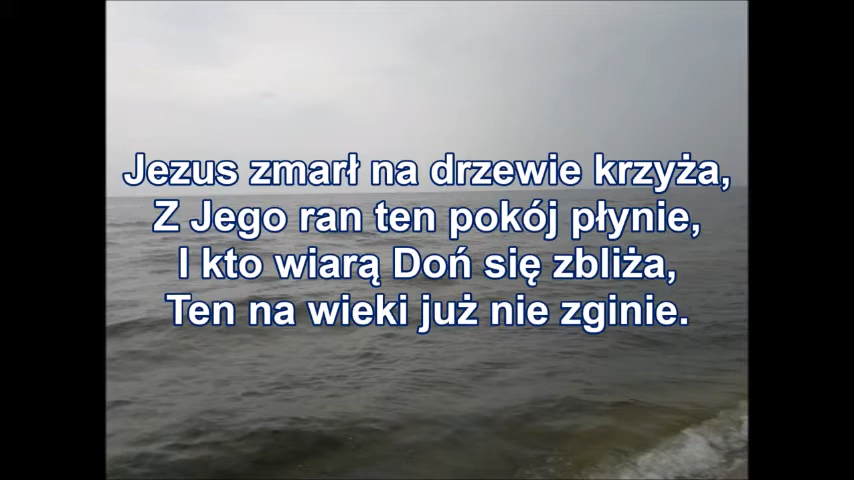 Jezus zmarł na drzewie krzyża,
Z Jego ran ten pokój płynie,
I kto wiarą Doń się zbliża,
Ten na wieki już nie zginie.